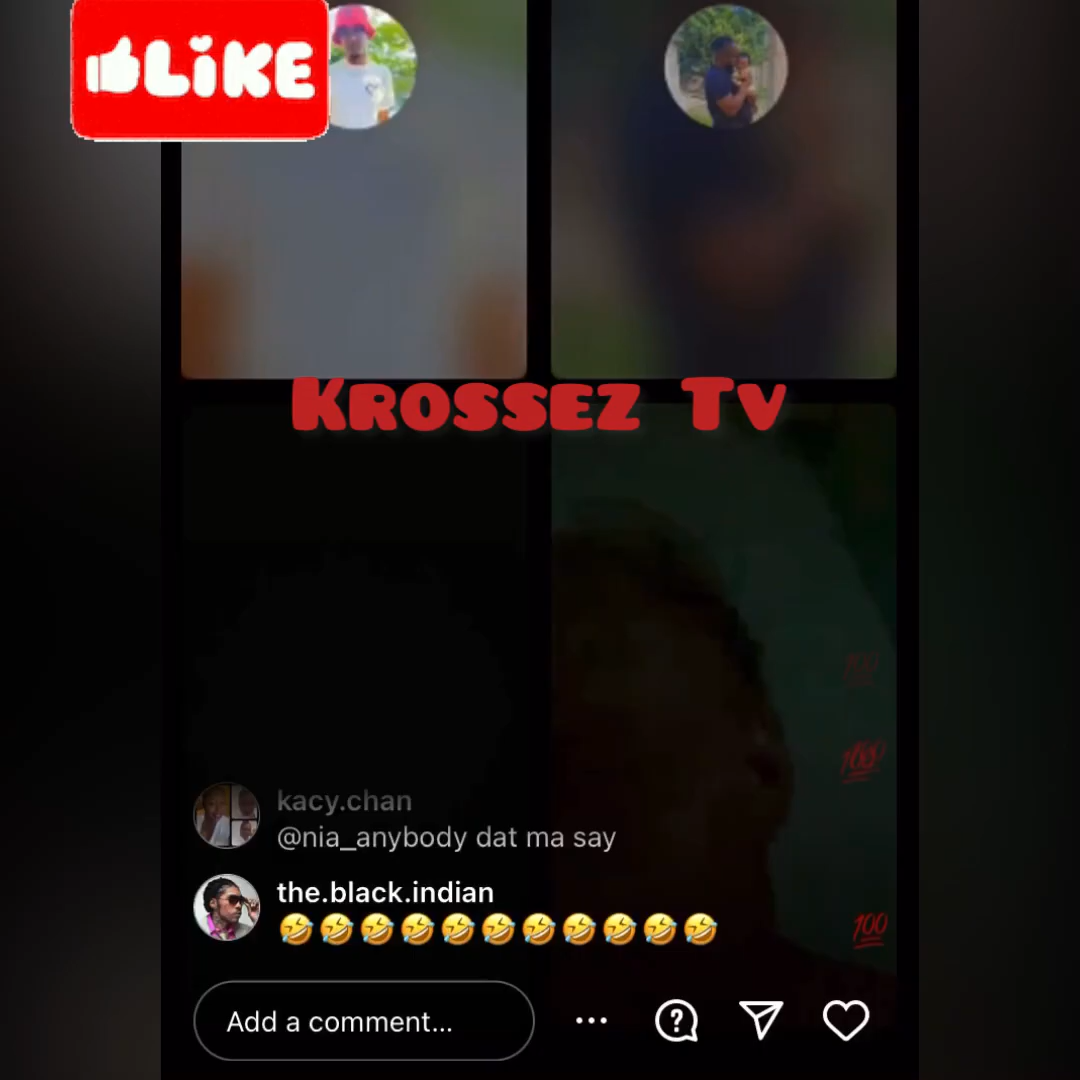 LiKE
KROSSEZ TV
kacy.chan
@nia_anybody dat ma say
the.black.indian
🤣🤣🤣🤣🤣🤣🤣🤣🤣🤣🤣
💯
💯
💯
Add a comment...